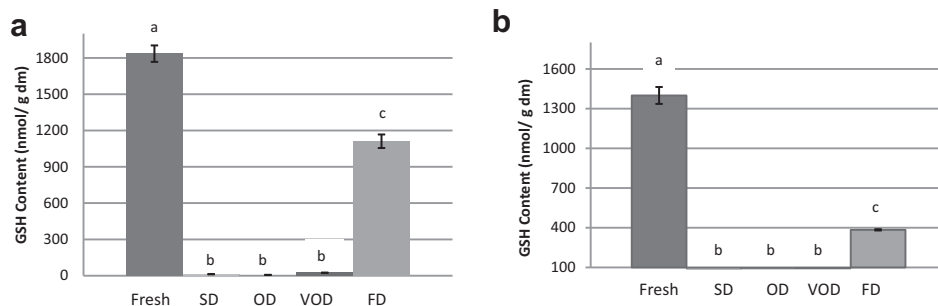 a
GSH Content (nmol/ g dm)
1800
1500
1200
900
600
300
0
a
b
b
b
c
Fresh SD OD VOD FD
b
GSH Content (nmol/ g dm)
1600
1300
1000
700
400
100
a
b
b
b
c
Fresh SD OD VOD FD